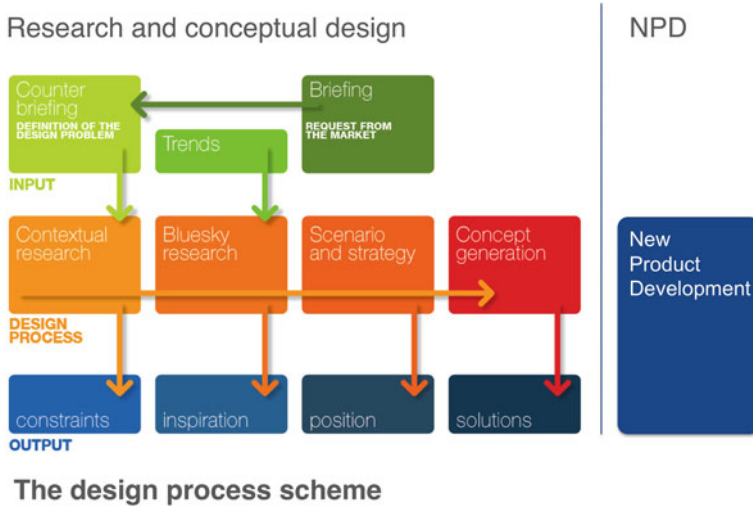 Research and conceptual design
NPD
Counter
briefing
DEFINITION OF THE
DESIGN PROBLEM
Trends
Briefing
REQUEST FROM
THE MARKET
INPUT
Contextual
research
Bluesky
research
Scenario
and strategy
Concept
generation
New
Product
Development
DESIGN
PROCESS
constraints
inspiration
position
solutions
OUTPUT
The design process scheme